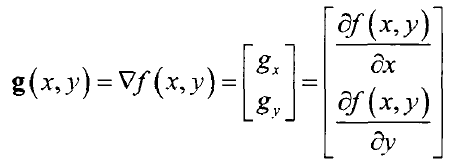 g(x, y) = ∇f(x, y) = [g_x; g_y] = [∂f(x, y)/∂x; ∂f(x, y)/∂y]